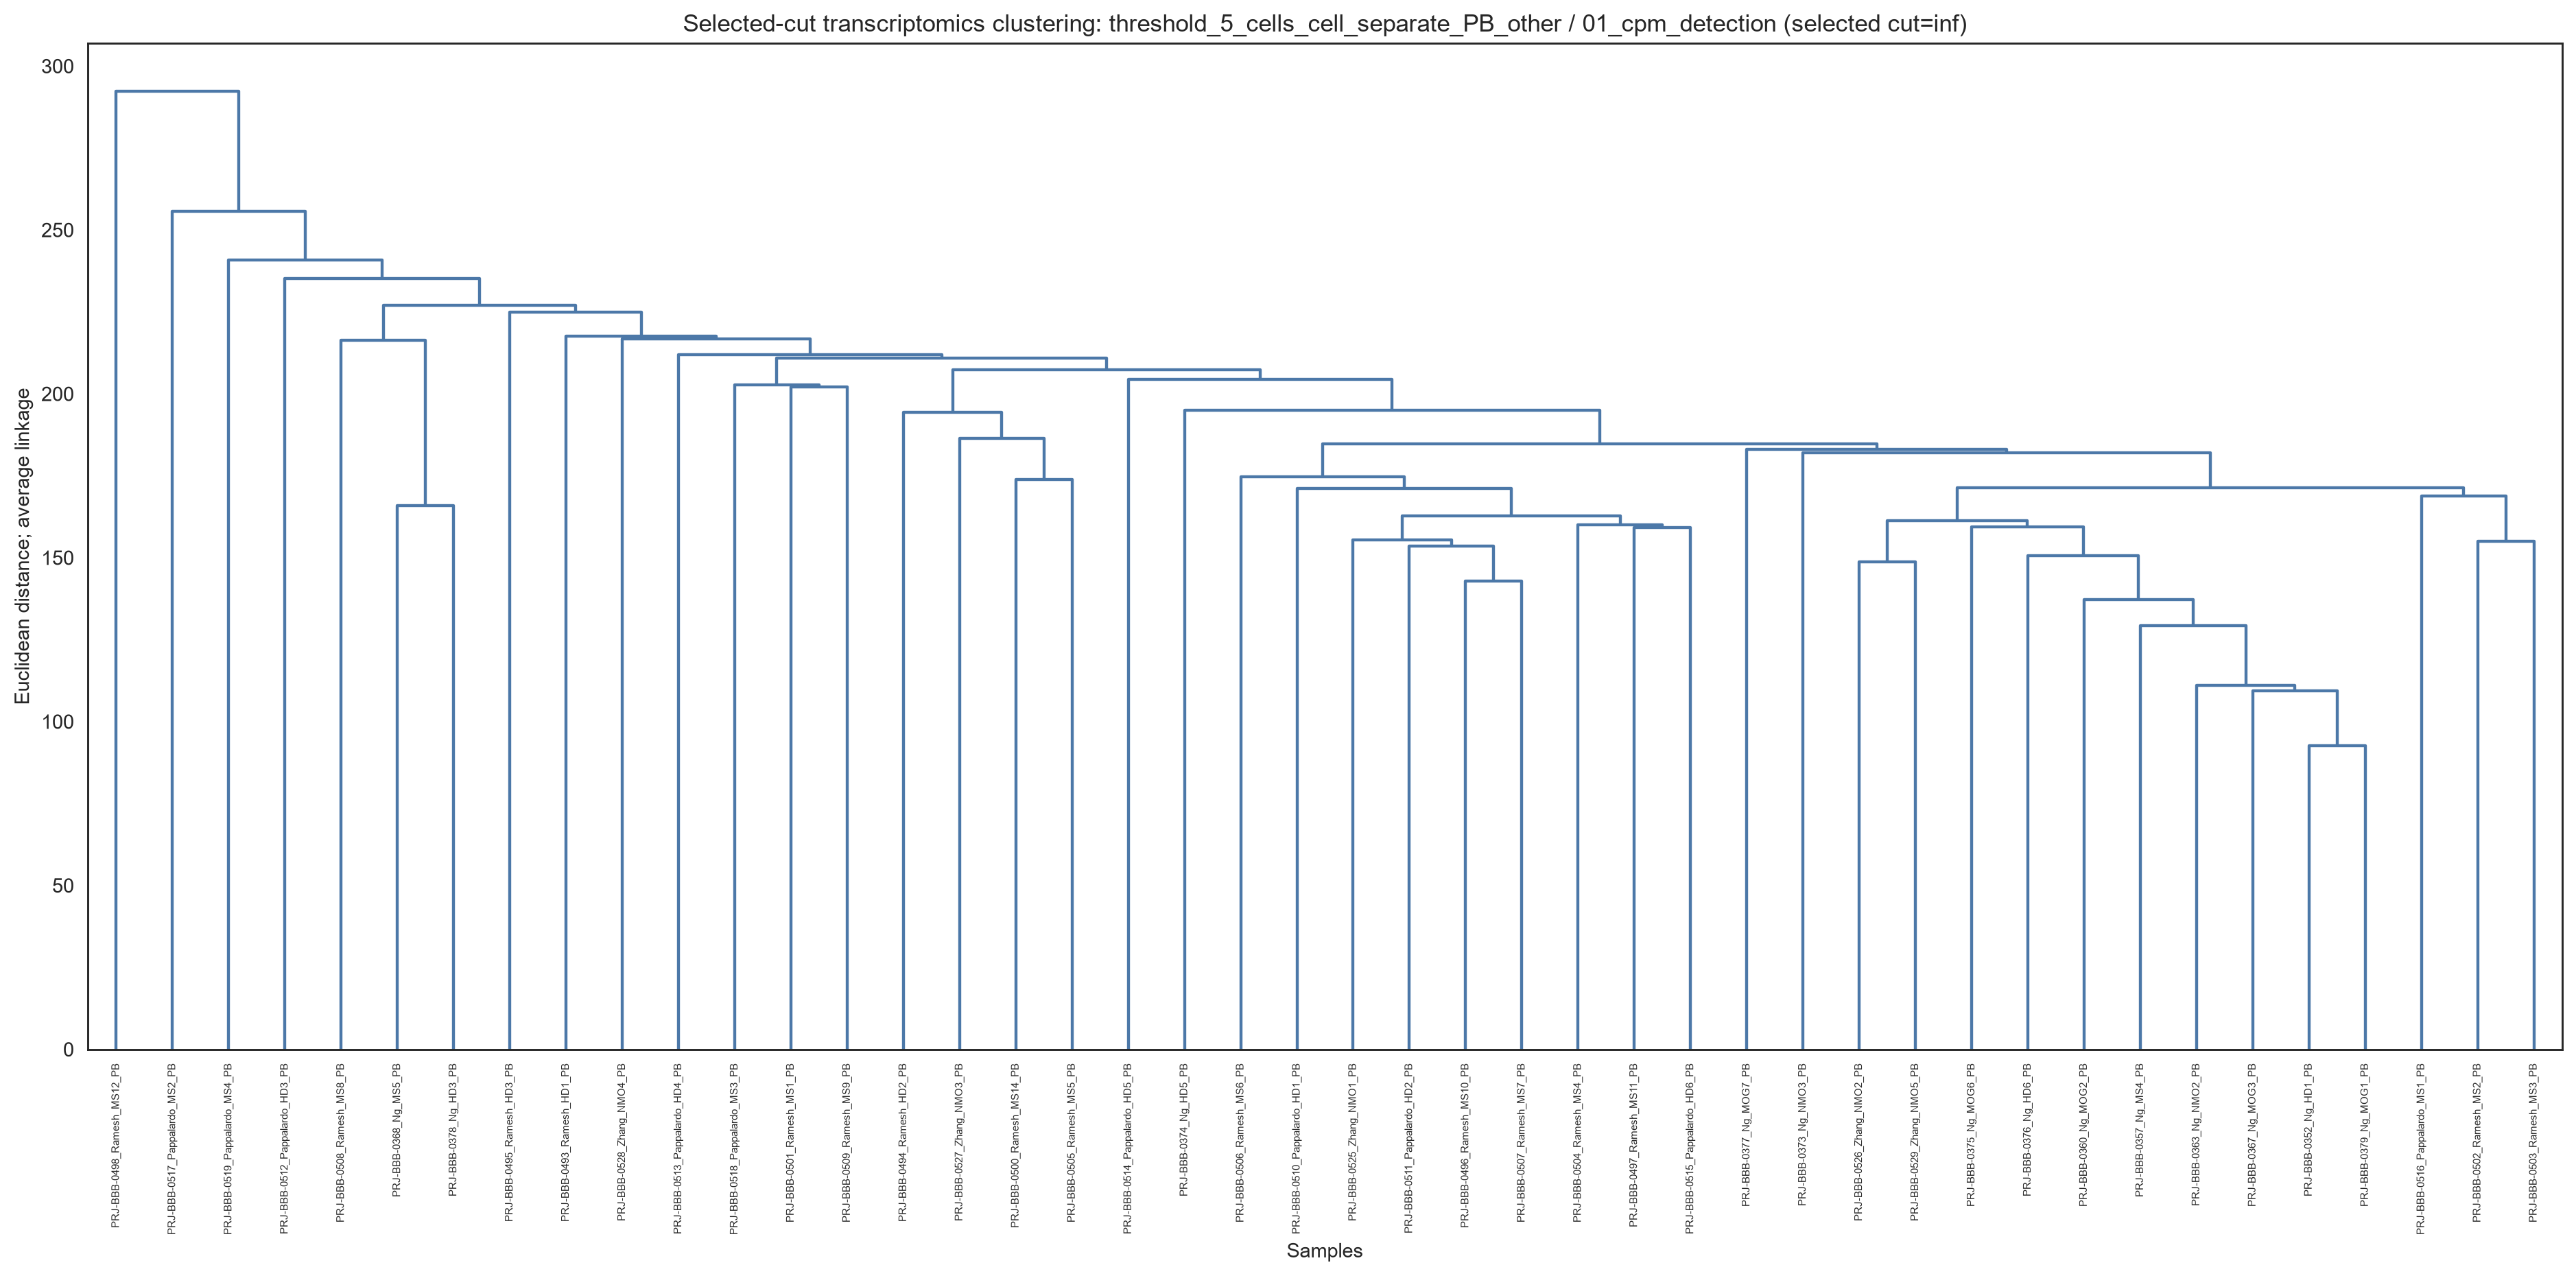 Selected-cut transcriptomics clustering: threshold_5_cells_cell_separate_PB_other / 01_cpm_detection (selected cut=inf)
Euclidean distance; average linkage
300
250
200
150
100
50
0
PRJ-BBB-0498_Ramesh_MS12_PB
PRJ-BBB-0517_Pappalardo_MS2_PB
PRJ-BBB-0519_Pappalardo_MS4_PB
PRJ-BBB-0512_Pappalardo_HD3_PB
PRJ-BBB-0508_Ramesh_MS8_PB
PRJ-BBB-0368_Ng_MS5_PB
PRJ-BBB-0378_Ng_HD3_PB
PRJ-BBB-0495_Ramesh_HD3_PB
PRJ-BBB-0493_Ramesh_HD1_PB
PRJ-BBB-0528_Zhang_NMO4_PB
PRJ-BBB-0513_Pappalardo_HD4_PB
PRJ-BBB-0518_Pappalardo_MS3_PB
PRJ-BBB-0501_Ramesh_MS1_PB
PRJ-BBB-0509_Ramesh_MS9_PB
PRJ-BBB-0494_Ramesh_HD2_PB
PRJ-BBB-0527_Zhang_NMO3_PB
PRJ-BBB-0500_Ramesh_MS14_PB
PRJ-BBB-0505_Ramesh_MS5_PB
PRJ-BBB-0514_Pappalardo_HD5_PB
PRJ-BBB-0374_Ng_HD5_PB
PRJ-BBB-0506_Ramesh_MS6_PB
PRJ-BBB-0510_Pappalardo_HD1_PB
PRJ-BBB-0525_Zhang_NMO1_PB
PRJ-BBB-0511_Pappalardo_HD2_PB
PRJ-BBB-0496_Ramesh_MS10_PB
PRJ-BBB-0507_Ramesh_MS7_PB
PRJ-BBB-0504_Ramesh_MS4_PB
PRJ-BBB-0497_Ramesh_MS11_PB
PRJ-BBB-0515_Pappalardo_HD6_PB
PRJ-BBB-0377_Ng_MOG7_PB
PRJ-BBB-0373_Ng_NMO3_PB
PRJ-BBB-0526_Zhang_NMO2_PB
PRJ-BBB-0529_Zhang_NMO5_PB
PRJ-BBB-0375_Ng_MOG6_PB
PRJ-BBB-0376_Ng_HD6_PB
PRJ-BBB-0360_Ng_MOG2_PB
PRJ-BBB-0357_Ng_MS4_PB
PRJ-BBB-0363_Ng_NMO2_PB
PRJ-BBB-0367_Ng_MOG3_PB
PRJ-BBB-0352_Ng_HD1_PB
PRJ-BBB-0379_Ng_MOG1_PB
PRJ-BBB-0516_Pappalardo_MS1_PB
PRJ-BBB-0502_Ramesh_MS2_PB
PRJ-BBB-0503_Ramesh_MS3_PB
Samples